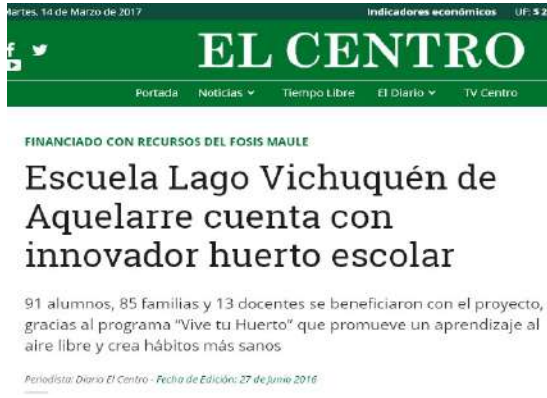 Martes, 14 de Marzo de 2017 Indicadores económicos UF: $ 2
EL CENTRO
Portada Noticias Tiempo Libre El Diario TV Centro
FINANCIADO CON RECURSOS DEL FOSIS MAULE
Escuela Lago Vichuquén de
Aquelarre cuenta con
innovador huerto escolar
91 alumnos, 85 familias y 13 docentes se beneficiaron con el proyecto,
gracias al programa “Vive tu Huerto” que promueve un aprendizaje al
aire libre y crea hábitos más sanos
Periodista: Diario El Centro - Fecha de Edición: 27 de Junio 2016